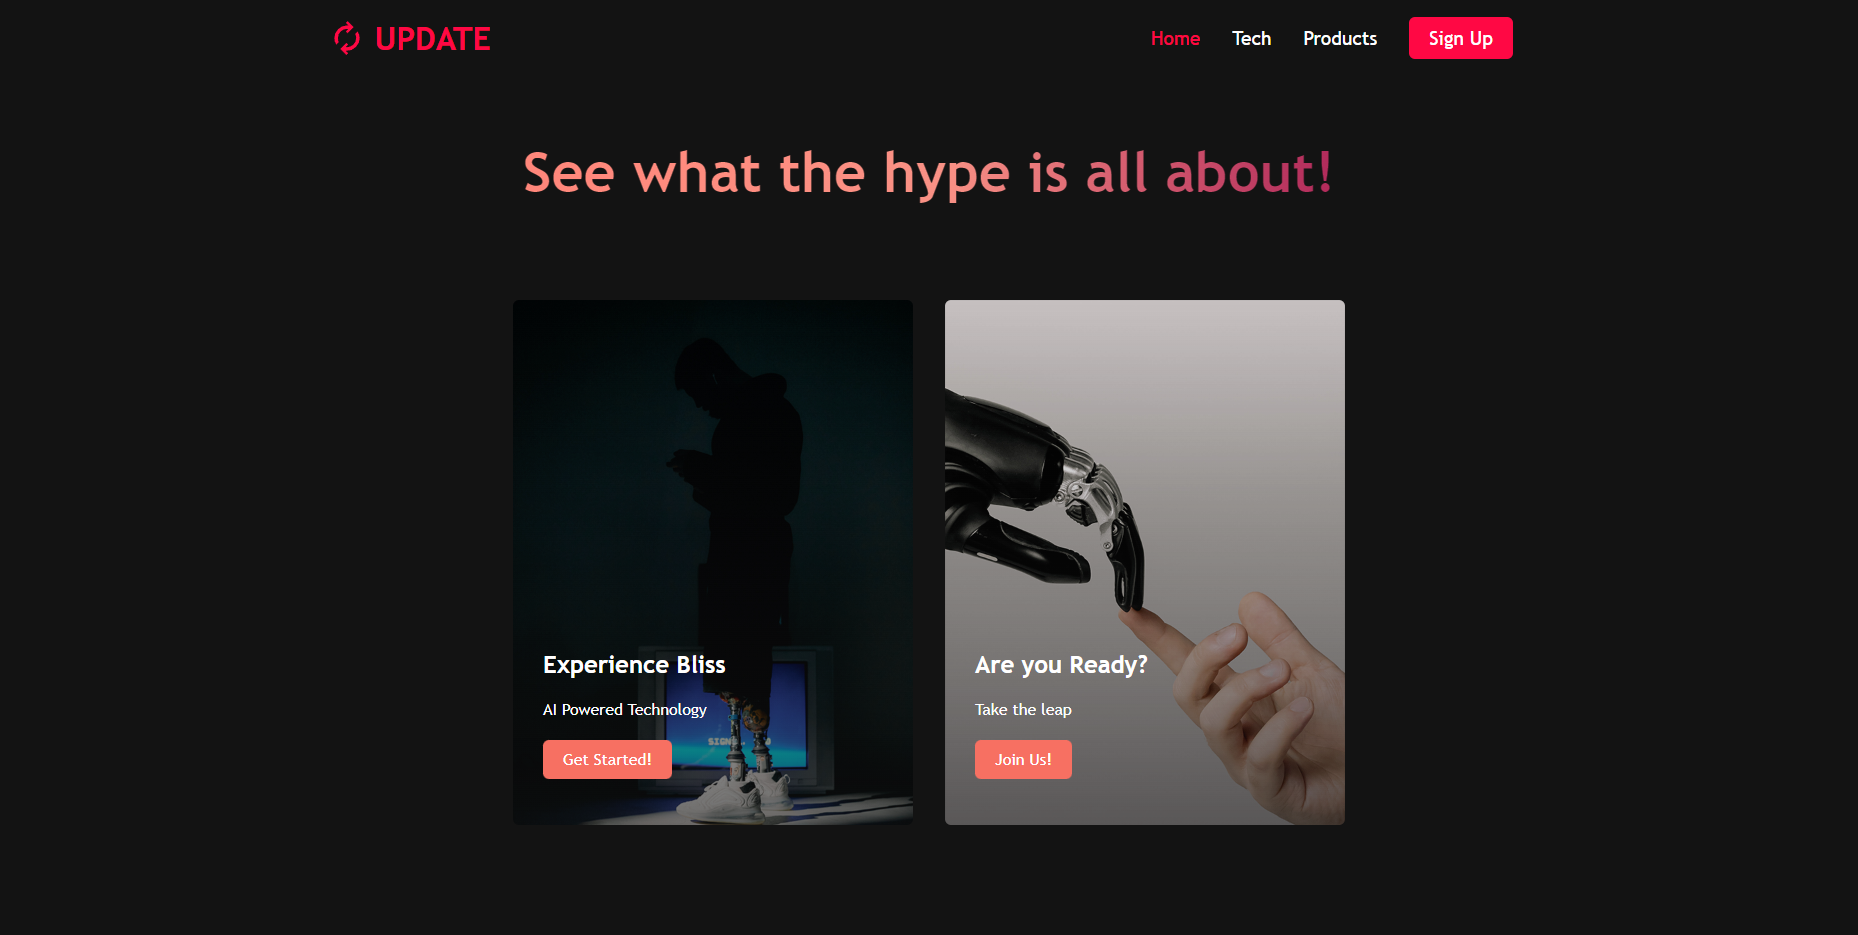 UPDATE
Home Tech Products Sign Up
See what the hype is all about!
Experience Bliss
AI Powered Technology
Get Started!
Are you Ready?
Take the leap
Join Us!